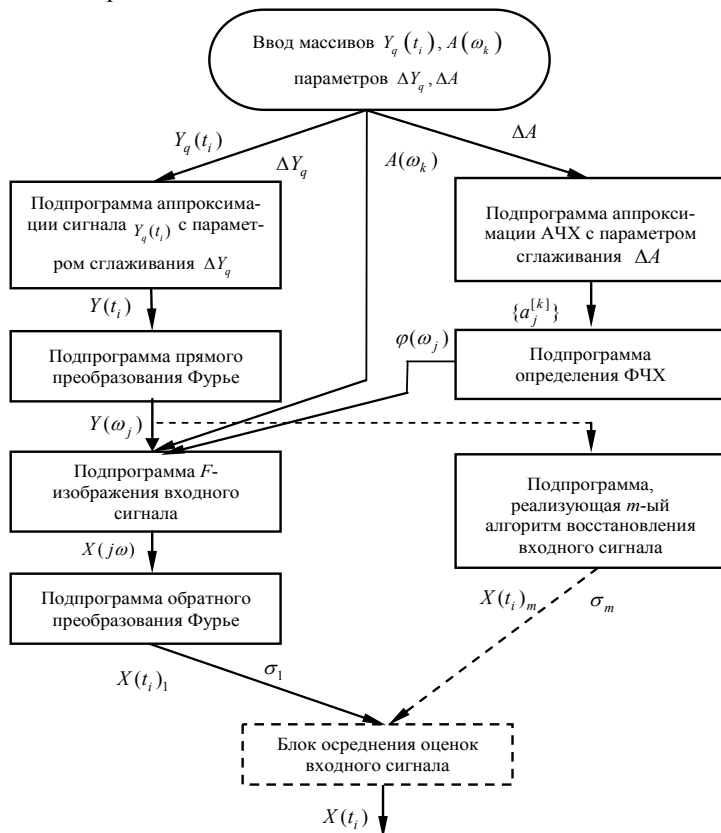 Ввод массивов Y_q(t_i), A(ω_k)
параметров ΔY_q, ΔA
Y_q(t_i)
ΔY_q
A(ω_k)
ΔA
Подпрограмма аппроксима-
ции сигнала Y_q(t_i) с парамет-
ром сглаживания ΔY_q
Подпрограмма аппрокси-
мации АЧХ с параметром
сглаживания ΔA
Y(t_i)
{a_j^[k]}
Подпрограмма прямого
преобразования Фурье
φ(ω_j)
Подпрограмма
определения ФЧХ
Y(ω_j)
Подпрограмма F-
изображения входного
сигнала
Подпрограмма,
реализующая m-ый
алгоритм восстановления
входного сигнала
X(jω)
Подпрограмма обратного
преобразования Фурье
X(t_i)_m
σ_m
X(t_i)_1
σ_1
Блок осреднения оценок
входного сигнала
X(t_i)